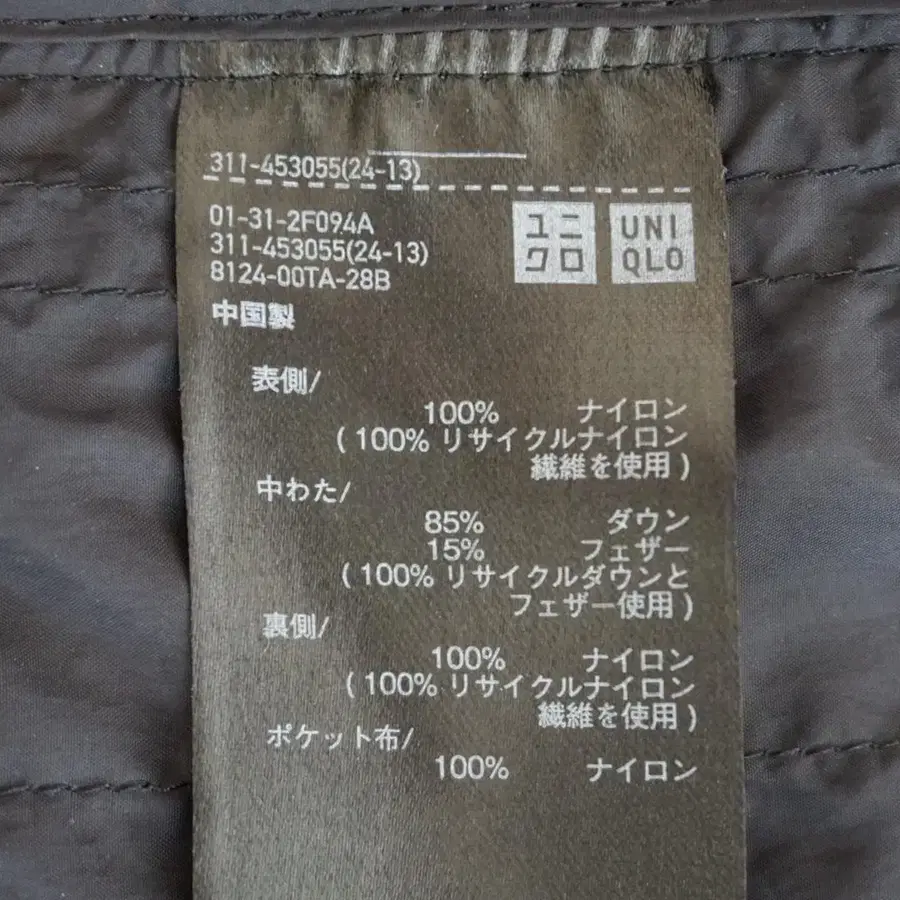 311-453055(24-13)
01-31-2F094A
311-453055(24-13)
8124-00TA-28B
ユニ
クロ
UNI
QLO
中国製
表側/
100% ナイロン
( 100% リサイクルナイロン
繊維を使用 )
中わた/
85% ダウン
15% フェザー
( 100% リサイクルダウンと
フェザー使用 )
裏側/
100% ナイロン
( 100% リサイクルナイロン
繊維を使用 )
ポケット布/
100% ナイロン